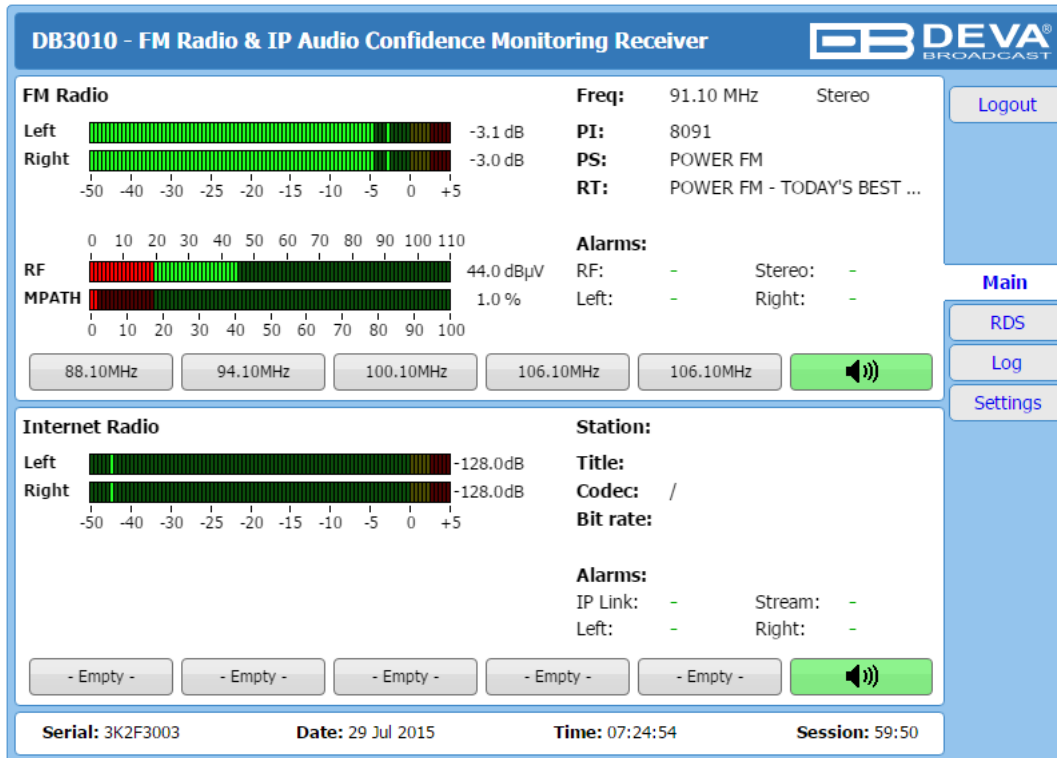 DB3010 - FM Radio & IP Audio Confidence Monitoring Receiver
DEVA®
BROADCAST
FM Radio
Left -3.1 dB
Right -3.0 dB
-50 -40 -30 -25 -20 -15 -10 -5 0 +5
0 10 20 30 40 50 60 70 80 90 100 110
RF 44.0 dBµV
MPATH 1.0 %
0 10 20 30 40 50 60 70 80 90 100
Freq: 91.10 MHz Stereo
PI: 8091
PS: POWER FM
RT: POWER FM - TODAY'S BEST ...
Alarms:
RF: - Stereo: -
Left: - Right: -
88.10MHz 94.10MHz 100.10MHz 106.10MHz 106.10MHz
Internet Radio
Left -128.0dB
Right -128.0dB
-50 -40 -30 -25 -20 -15 -10 -5 0 +5
Station:
Title:
Codec: /
Bit rate:
Alarms:
IP Link: - Stream: -
Left: - Right: -
- Empty - - Empty - - Empty - - Empty - - Empty -
Serial: 3K2F3003 Date: 29 Jul 2015 Time: 07:24:54 Session: 59:50
Logout
Main
RDS
Log
Settings